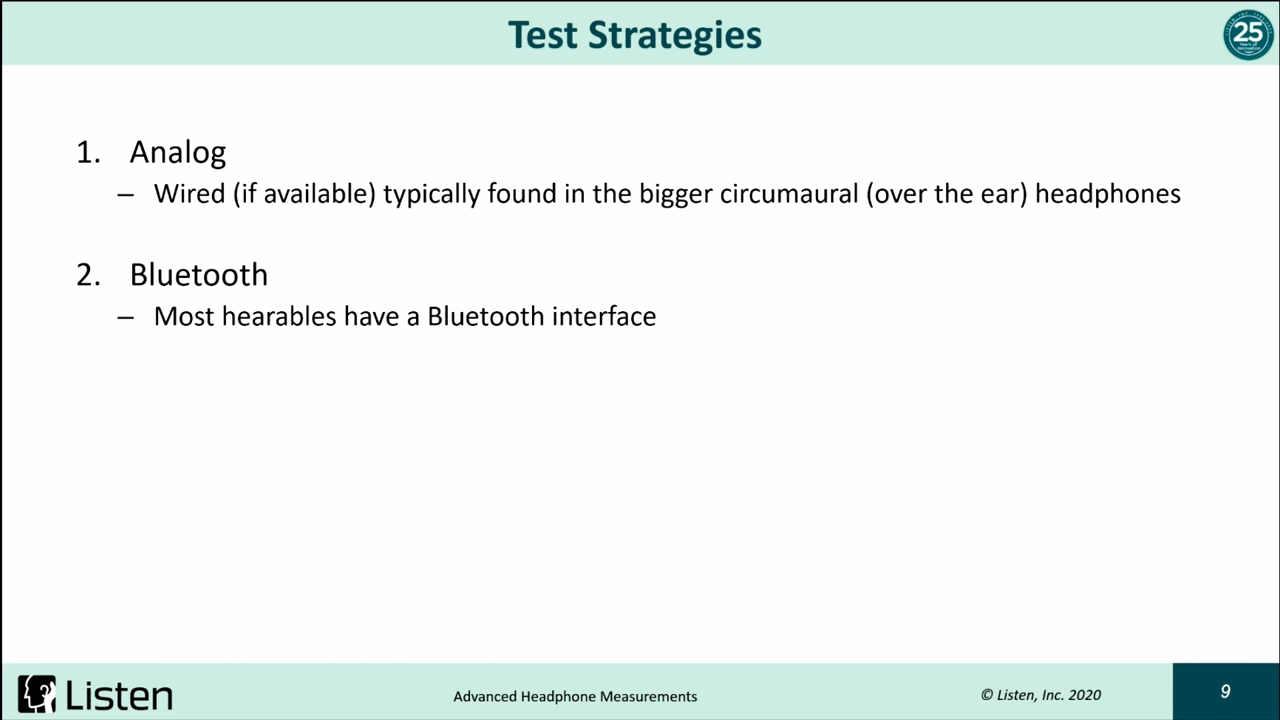 Test Strategies
25
1. Analog
– Wired (if available) typically found in the bigger circumaural (over the ear) headphones
2. Bluetooth
– Most hearables have a Bluetooth interface
Listen
Advanced Headphone Measurements
© Listen, Inc. 2020
9